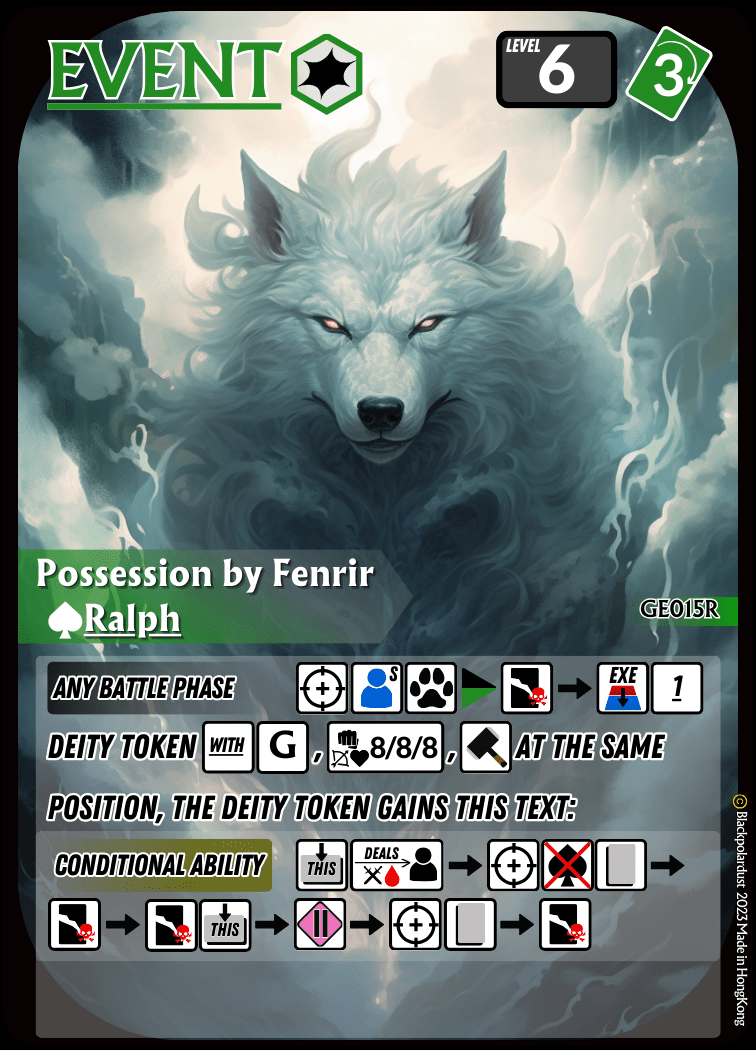 EVENT
LEVEL 6
3
Possession by Fenrir
Ralph
GE015R
ANY BATTLE PHASE S EXE 1
DEITY TOKEN WITH G , 8/8/8 , AT THE SAME
POSITION, THE DEITY TOKEN GAINS THIS TEXT:
CONDITIONAL ABILITY THIS DEALS
THIS
© Blackpolardust 2023 Made in HongKong